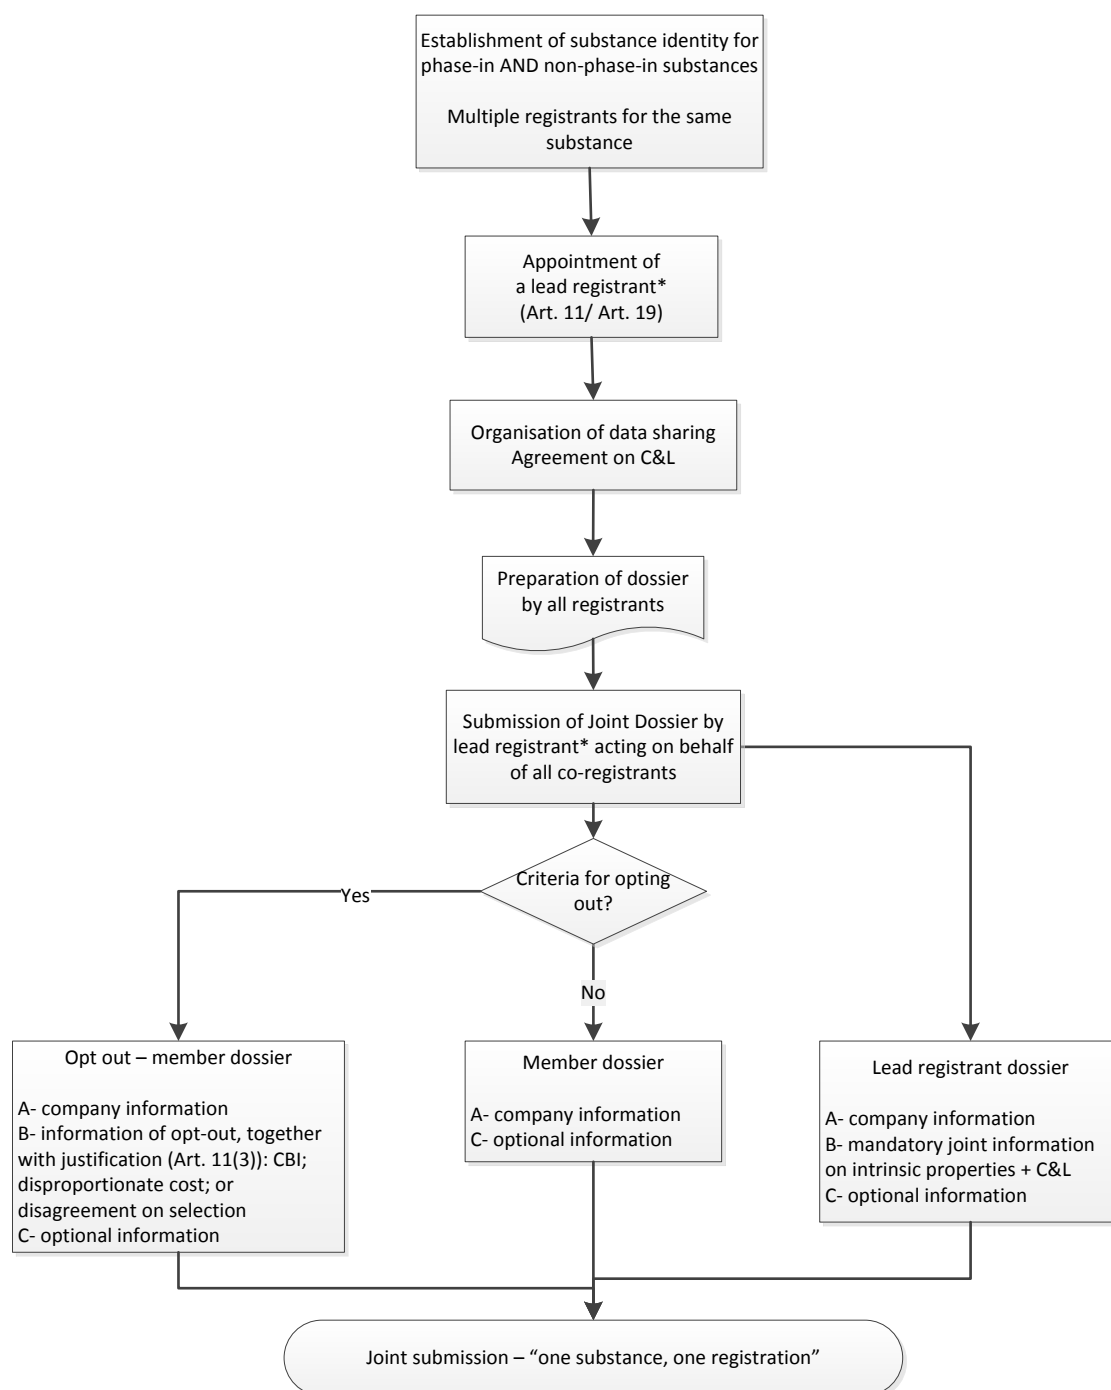 Establishment of substance identity for
phase-in AND non-phase-in substances
Multiple registrants for the same
substance
Appointment of
a lead registrant*
(Art. 11/ Art. 19)
Organisation of data sharing
Agreement on C&L
Preparation of dossier
by all registrants
Submission of Joint Dossier by
lead registrant* acting on behalf
of all co-registrants
Criteria for opting
out?
Yes
No
Opt out – member dossier
A- company information
B- information of opt-out, together
with justification (Art. 11(3)): CBI;
disproportionate cost; or
disagreement on selection
C- optional information
Member dossier
A- company information
C- optional information
Lead registrant dossier
A- company information
B- mandatory joint information
on intrinsic properties + C&L
C- optional information
Joint submission – “one substance, one registration”